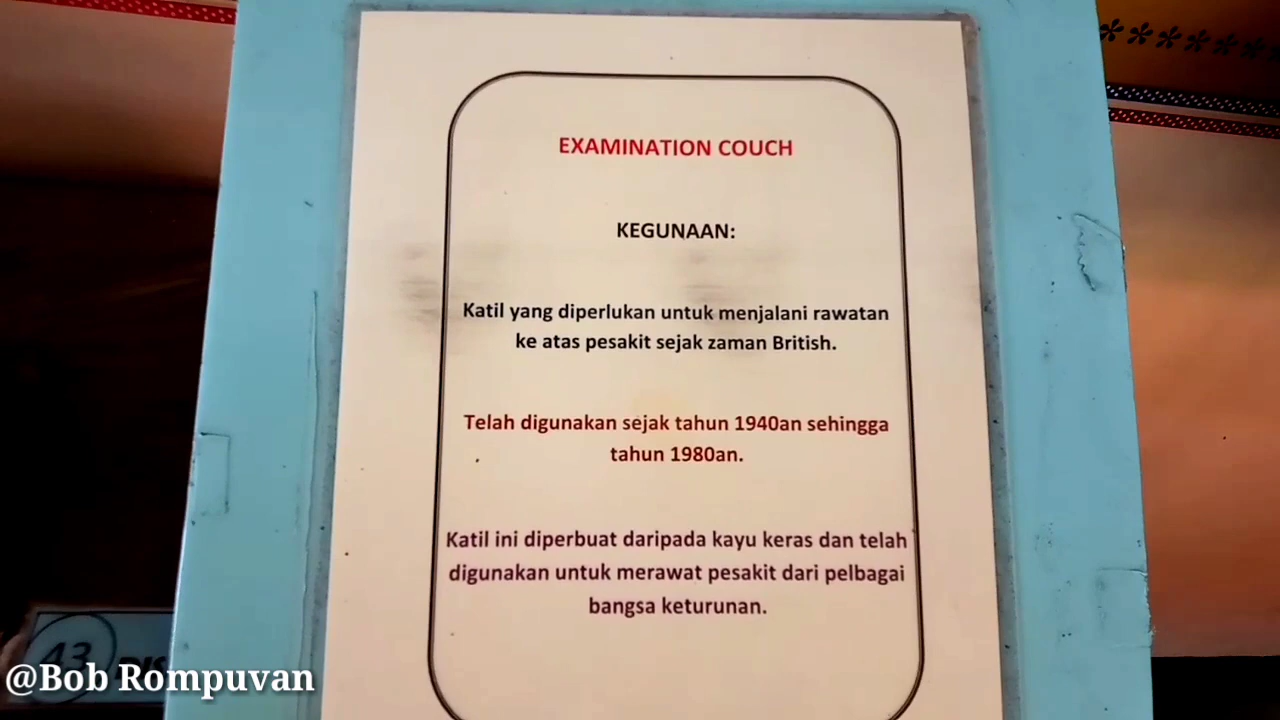 EXAMINATION COUCH
KEGUNAAN:
Katil yang diperlukan untuk menjalani rawatan
ke atas pesakit sejak zaman British.
Telah digunakan sejak tahun 1940an sehingga
tahun 1980an.
Katil ini diperbuat daripada kayu keras dan telah
digunakan untuk merawat pesakit dari pelbagai
bangsa keturunan.
43
@Bob Rompuvan